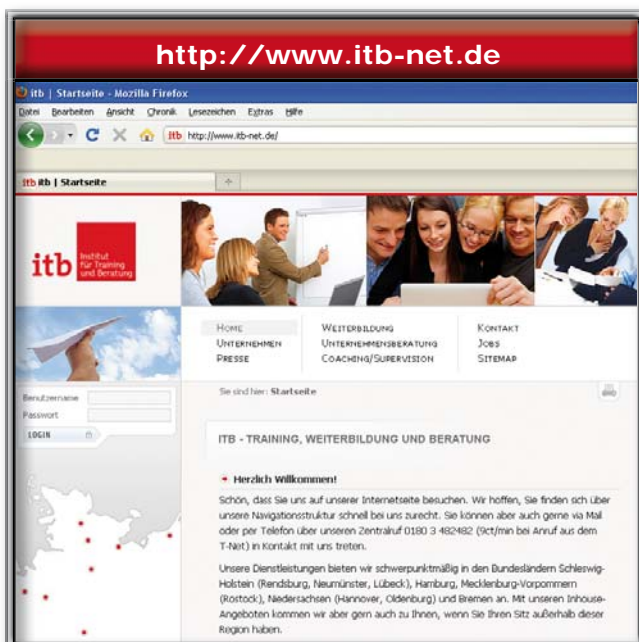 http://www.itb-net.de
itb | Startseite - Mozilla Firefox
Datei Bearbeiten Ansicht Chronik Lesezeichen Extras Hilfe
itb http://www.itb-net.de/
itb itb | Startseite
itb Institut
für Training
und Beratung
Home Weiterbildung Kontakt
Unternehmen Unternehmensberatung Jobs
Presse Coaching/Supervision Sitemap
Benutzername
Passwort
LOGIN
Sie sind hier: Startseite
ITB - TRAINING, WEITERBILDUNG UND BERATUNG
Herzlich Willkommen!
Schön, dass Sie uns auf unserer Internetseite besuchen. Wir hoffen, Sie finden sich über
unsere Navigationsstruktur schnell bei uns zurecht. Sie können aber auch gerne via Mail
oder per Telefon über unseren Zentralruf 0180 3 482482 (9ct/min bei Anruf aus dem
T-Net) in Kontakt mit uns treten.
Unsere Dienstleistungen bieten wir schwerpunktmäßig in den Bundesländern Schleswig-
Holstein (Rendsburg, Neumünster, Lübeck), Hamburg, Mecklenburg-Vorpommern
(Rostock), Niedersachsen (Hannover, Oldenburg) und Bremen an. Mit unseren Inhouse-
Angeboten kommen wir aber gern auch zu Ihnen, wenn Sie Ihren Sitz außerhalb dieser
Region haben.